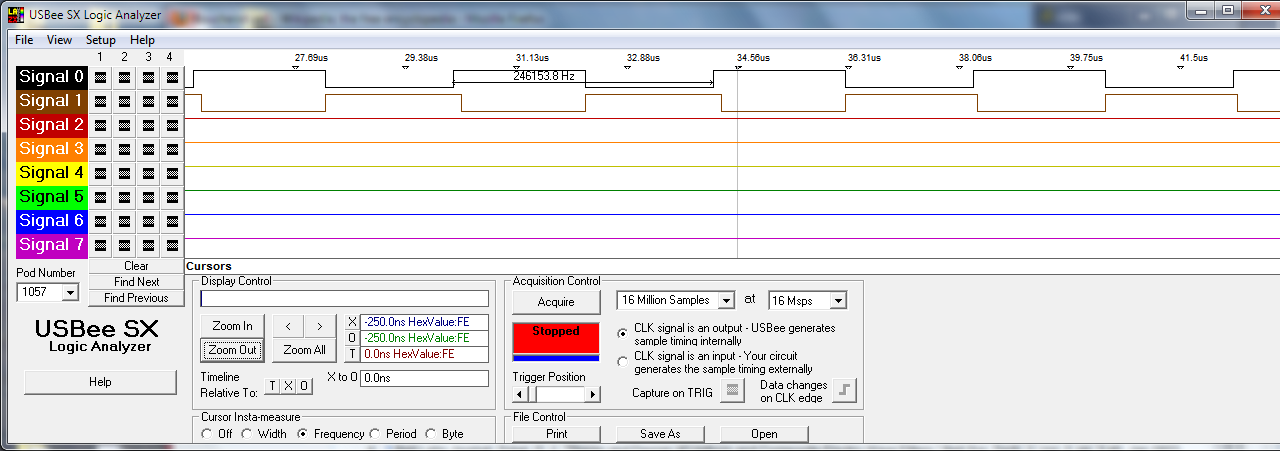 USBee SX Logic Analyzer
File View Setup Help
1 2 3 4
27.69us 29.38us 31.13us 32.88us 34.56us 36.31us 38.06us 39.75us 41.5us
Signal 0
246153.8 Hz
Signal 1
Signal 2
Signal 3
Signal 4
Signal 5
Signal 6
Signal 7
Pod Number
1057
Clear
Find Next
Find Previous
USBee SX
Logic Analyzer
Help
Cursors
Display Control
Zoom In
< >
Zoom Out
Zoom All
X -250.0ns HexValue:FE
O -250.0ns HexValue:FE
T 0.0ns HexValue:FE
Timeline
Relative To: T X O
X to O 0.0ns
Cursor Insta-measure
Off Width Frequency Period Byte
Acquisition Control
Acquire
16 Million Samples at 16 Msps
Stopped
CLK signal is an output - USBee generates
sample timing internally
CLK signal is an input - Your circuit
generates the sample timing externally
Trigger Position
Capture on TRIG
Data changes
on CLK edge
File Control
Print Save As Open